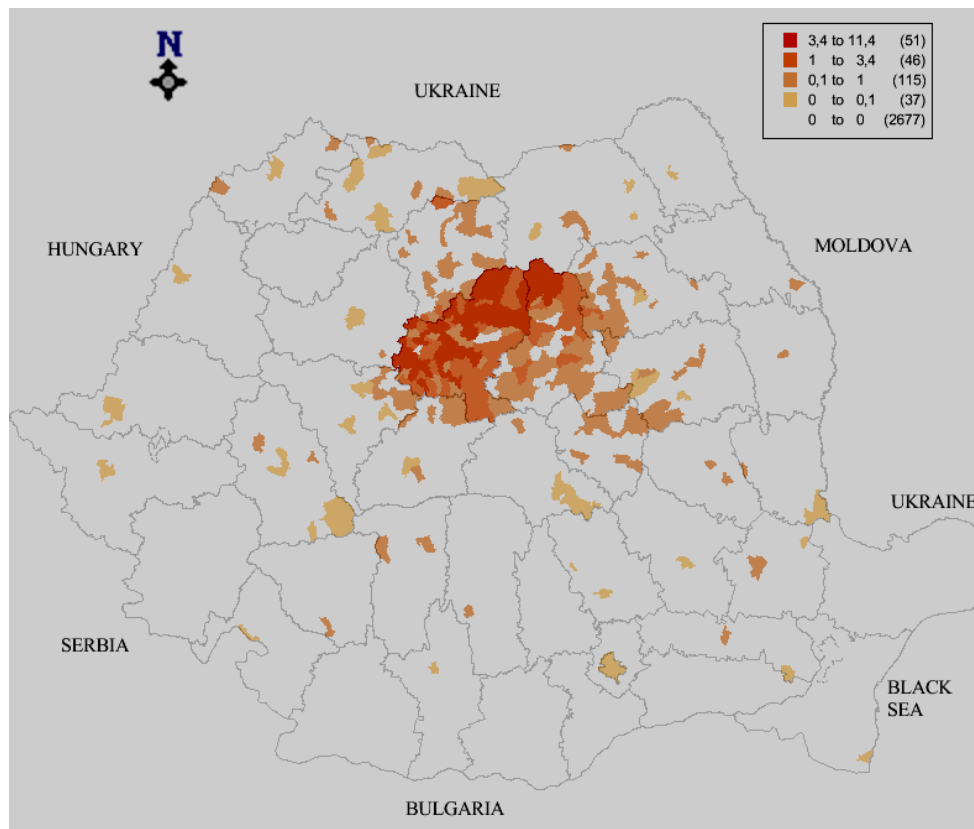 N
UKRAINE
3,4 to 11,4 (51)
1 to 3,4 (46)
0,1 to 1 (115)
0 to 0,1 (37)
0 to 0 (2677)
HUNGARY
MOLDOVA
UKRAINE
SERBIA
BLACK
SEA
BULGARIA